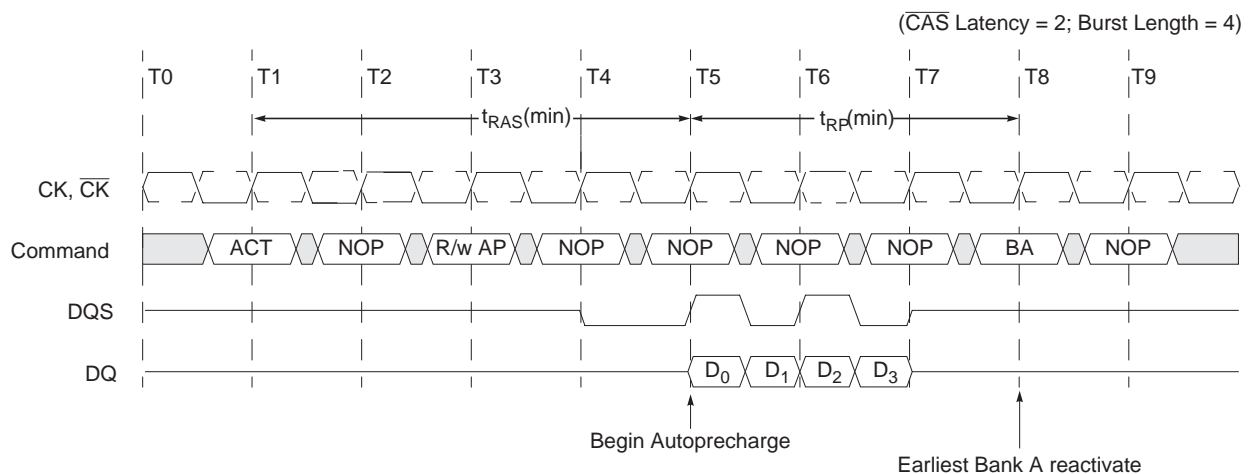 (CAS Latency = 2; Burst Length = 4)
T0 T1 T2 T3 T4 T5 T6 T7 T8 T9
tRAS(min) tRP(min)
CK, CK
Command ACT NOP R/w AP NOP NOP NOP NOP BA NOP
DQS
DQ D0 D1 D2 D3
Begin Autoprecharge
Earliest Bank A reactivate